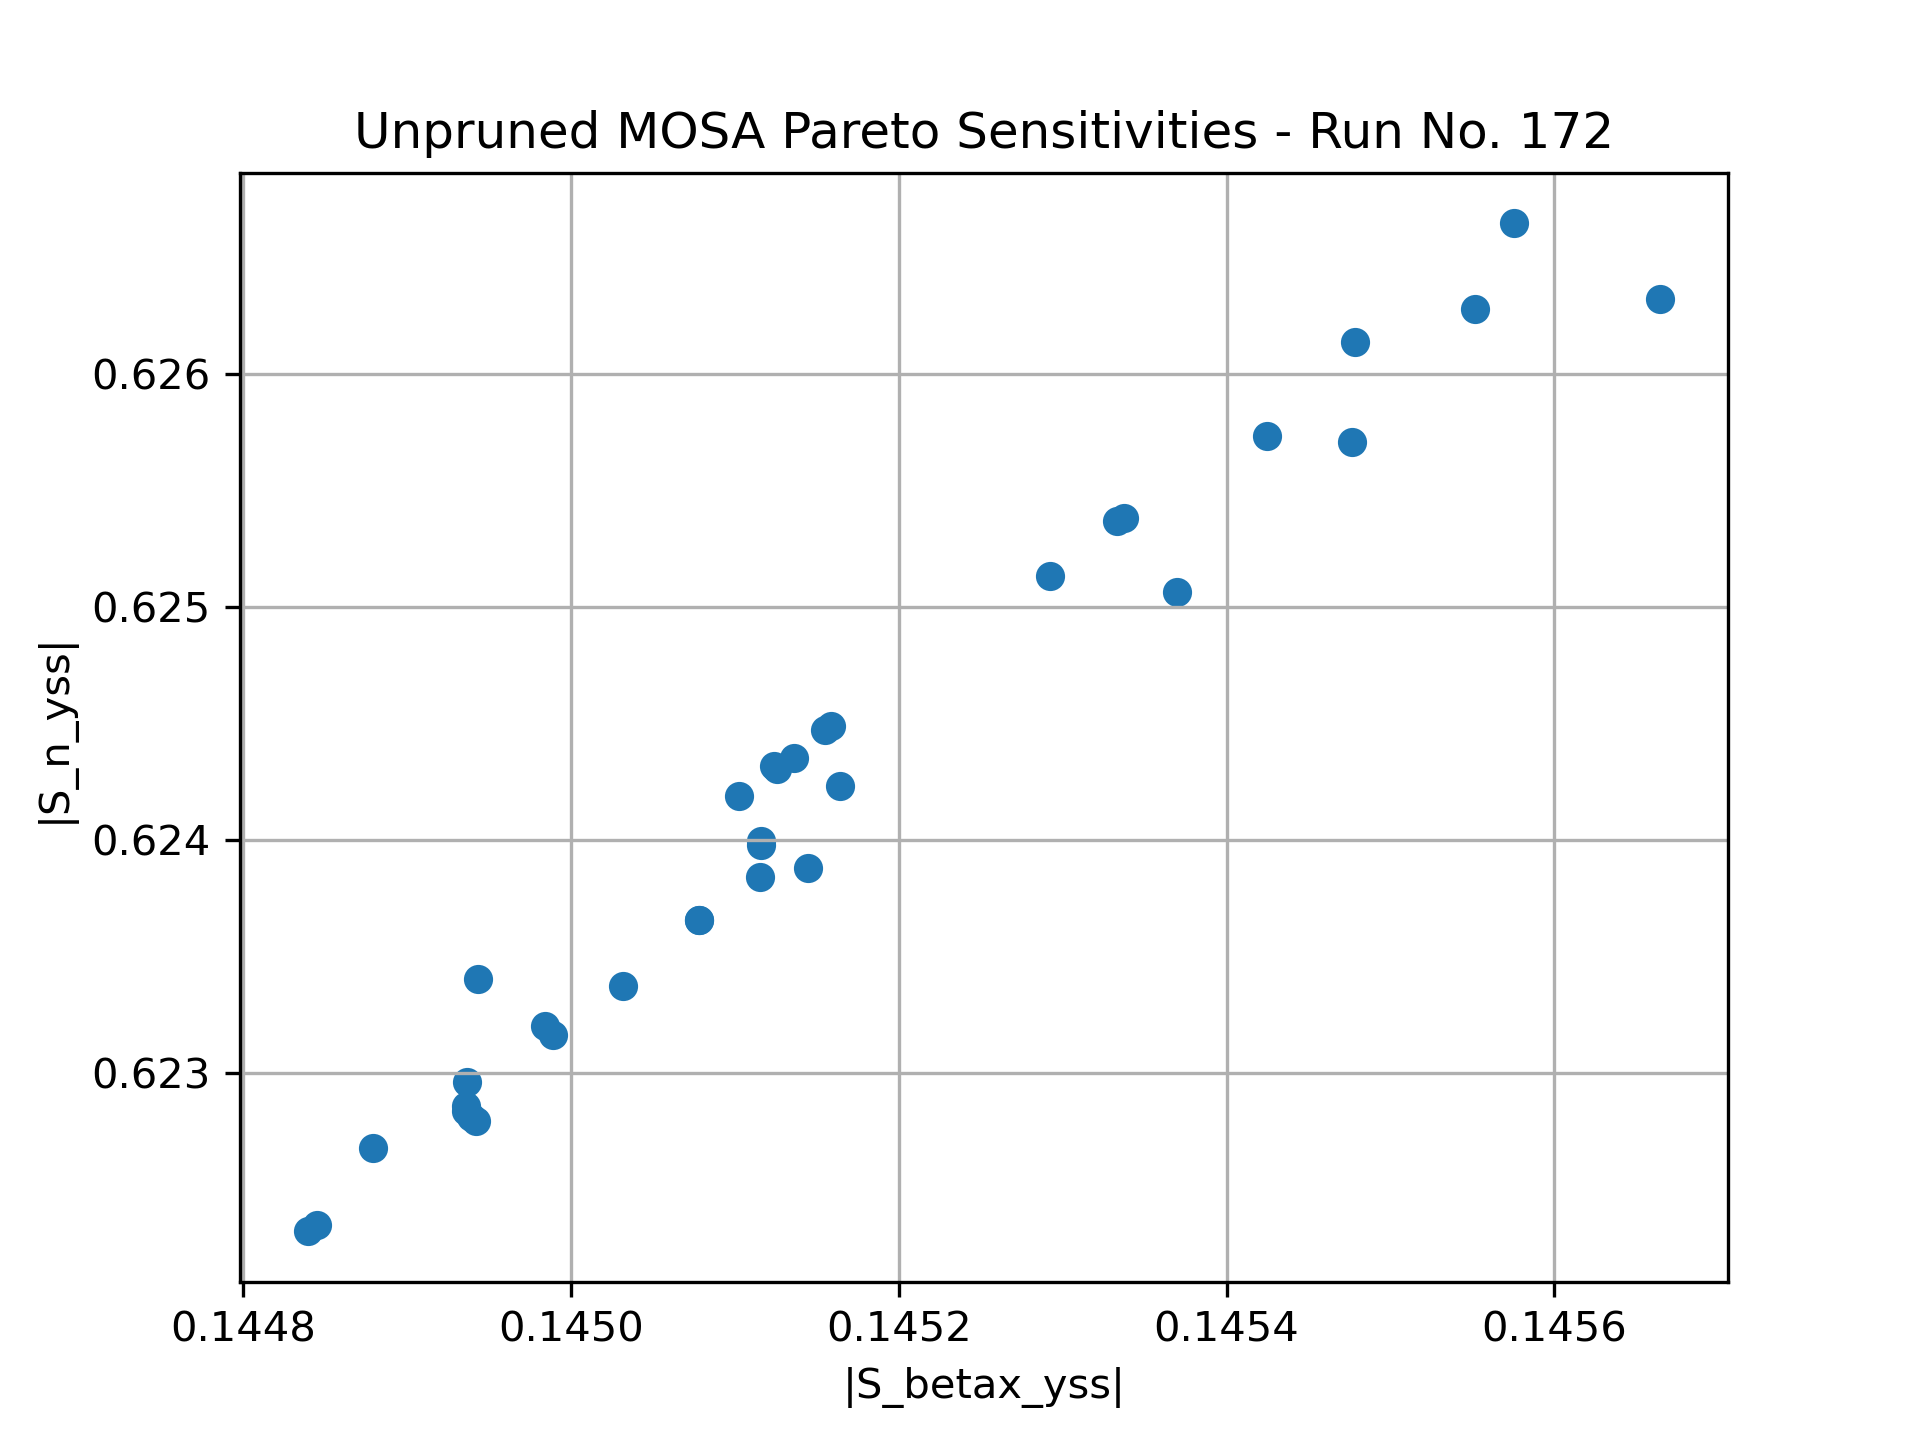 Unpruned MOSA Pareto Sensitivities - Run No. 172
|S_n_yss|
0.626
0.625
0.624
0.623
0.1448 0.1450 0.1452 0.1454 0.1456
|S_betax_yss|